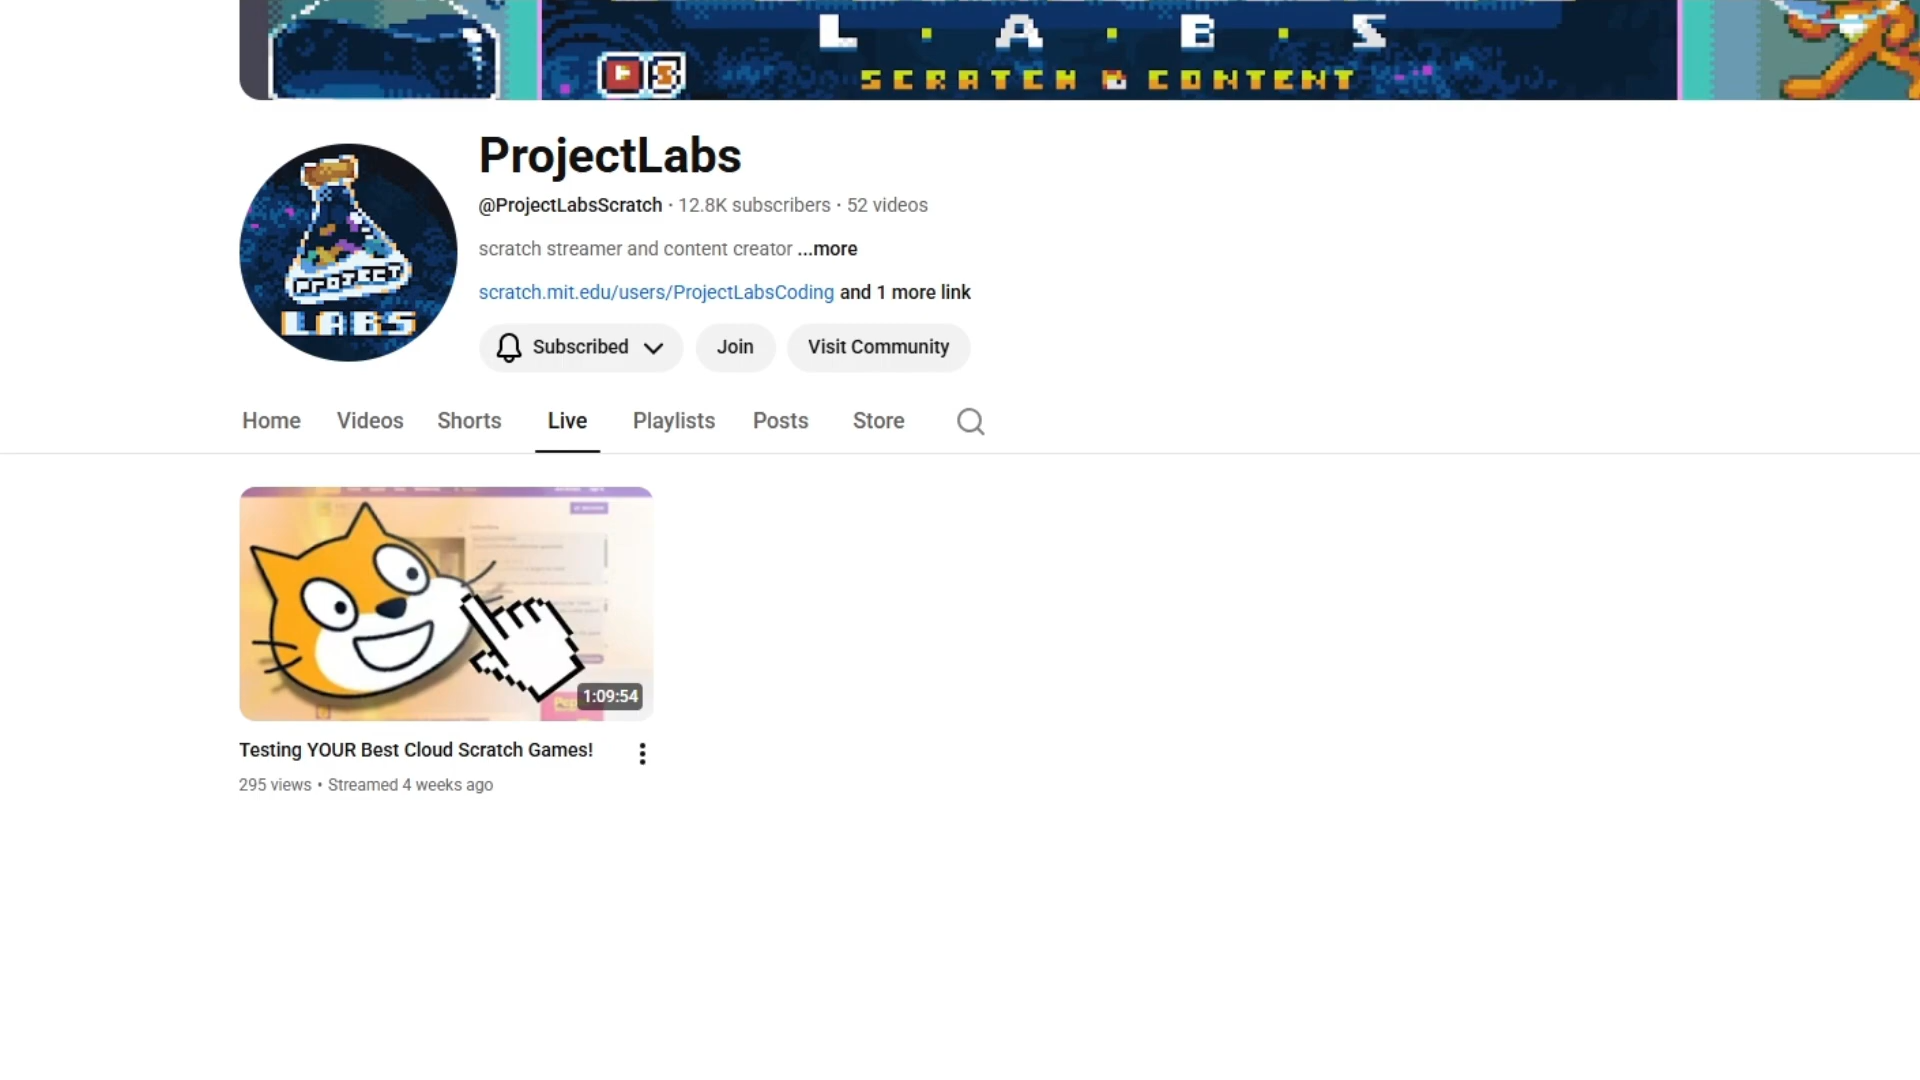 L · A · B · S
SCRATCH CONTENT
PROJECT
LABS
ProjectLabs
@ProjectLabsScratch · 12.8K subscribers · 52 videos
scratch streamer and content creator ...more
scratch.mit.edu/users/ProjectLabsCoding and 1 more link
Subscribed
Join
Visit Community
Home
Videos
Shorts
Live
Playlists
Posts
Store
1:09:54
Testing YOUR Best Cloud Scratch Games!
295 views • Streamed 4 weeks ago